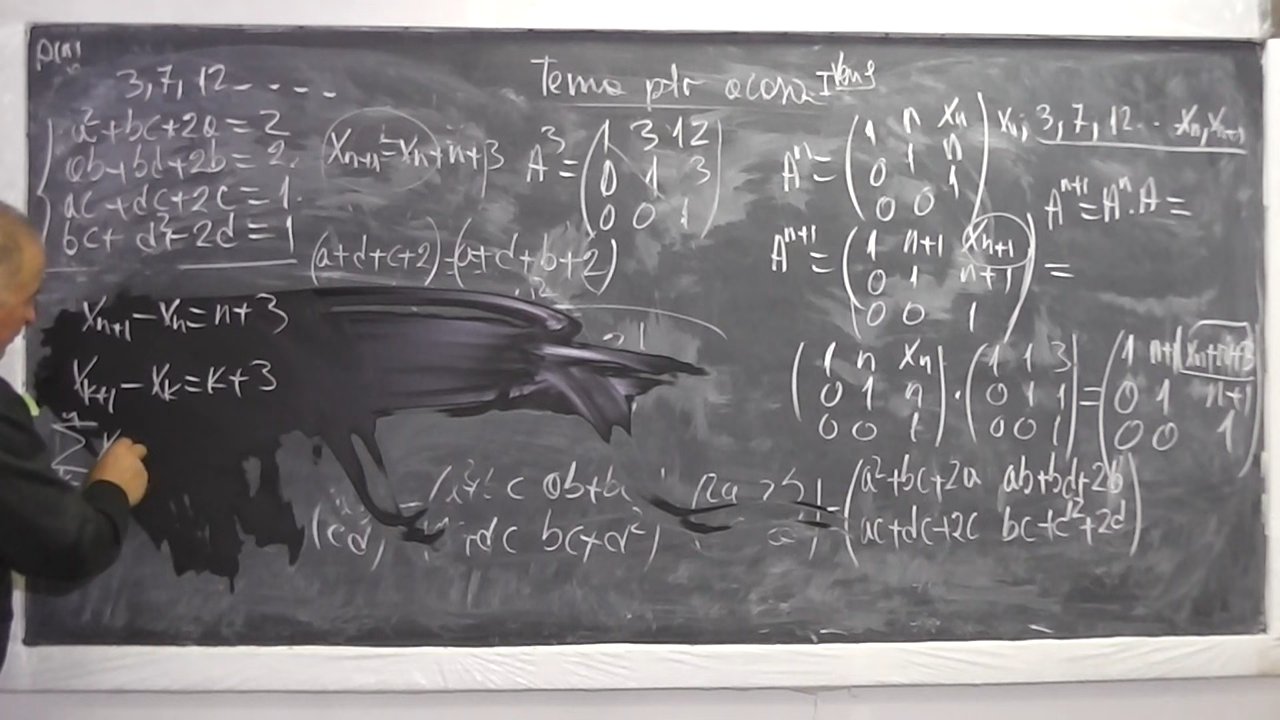 P(n)
3, 7, 12 - - - -
Tema ptr acasa
a²+bc+2a=2
ab+bd+2b=2
ac+dc+2c=1
bc+d²+2d=1
Xn+1=Xn+n+3
A³=(1 3 12
0 1 3
0 0 1)
(a+d+c+2)=(a+d+b+2)
Aⁿ=(1 n Xn
0 1 n
0 0 1)
Xn; 3, 7, 12 .. Xn, Xn+1
Aⁿ⁺¹=Aⁿ·A=
Aⁿ⁺¹=(1 n+1 Xn+1
0 1 n+1
0 0 1)=
Xn+1-Xn=n+3
Xk+1-Xk=k+3
Σ
(1 n Xn
0 1 n
0 0 1)·(1 1 3
0 1 1
0 0 1)=(1 n+1 Xn+n+3
0 1 n+1
0 0 1)
bc+d²)
=(a²+bc+2a ab+bd+2b
ac+dc+2c bc+d²+2d)